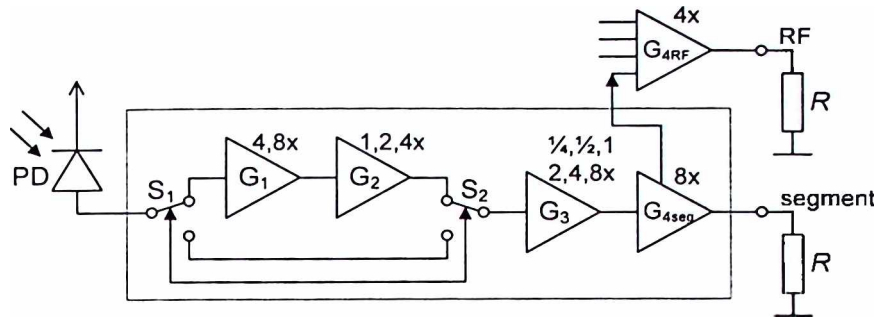 4x
RF
G4RF
R
PD
S1
4,8x
G1
1,2,4x
G2
S2
¼,½,1
2,4,8x
G3
8x
G4seg
segment
R